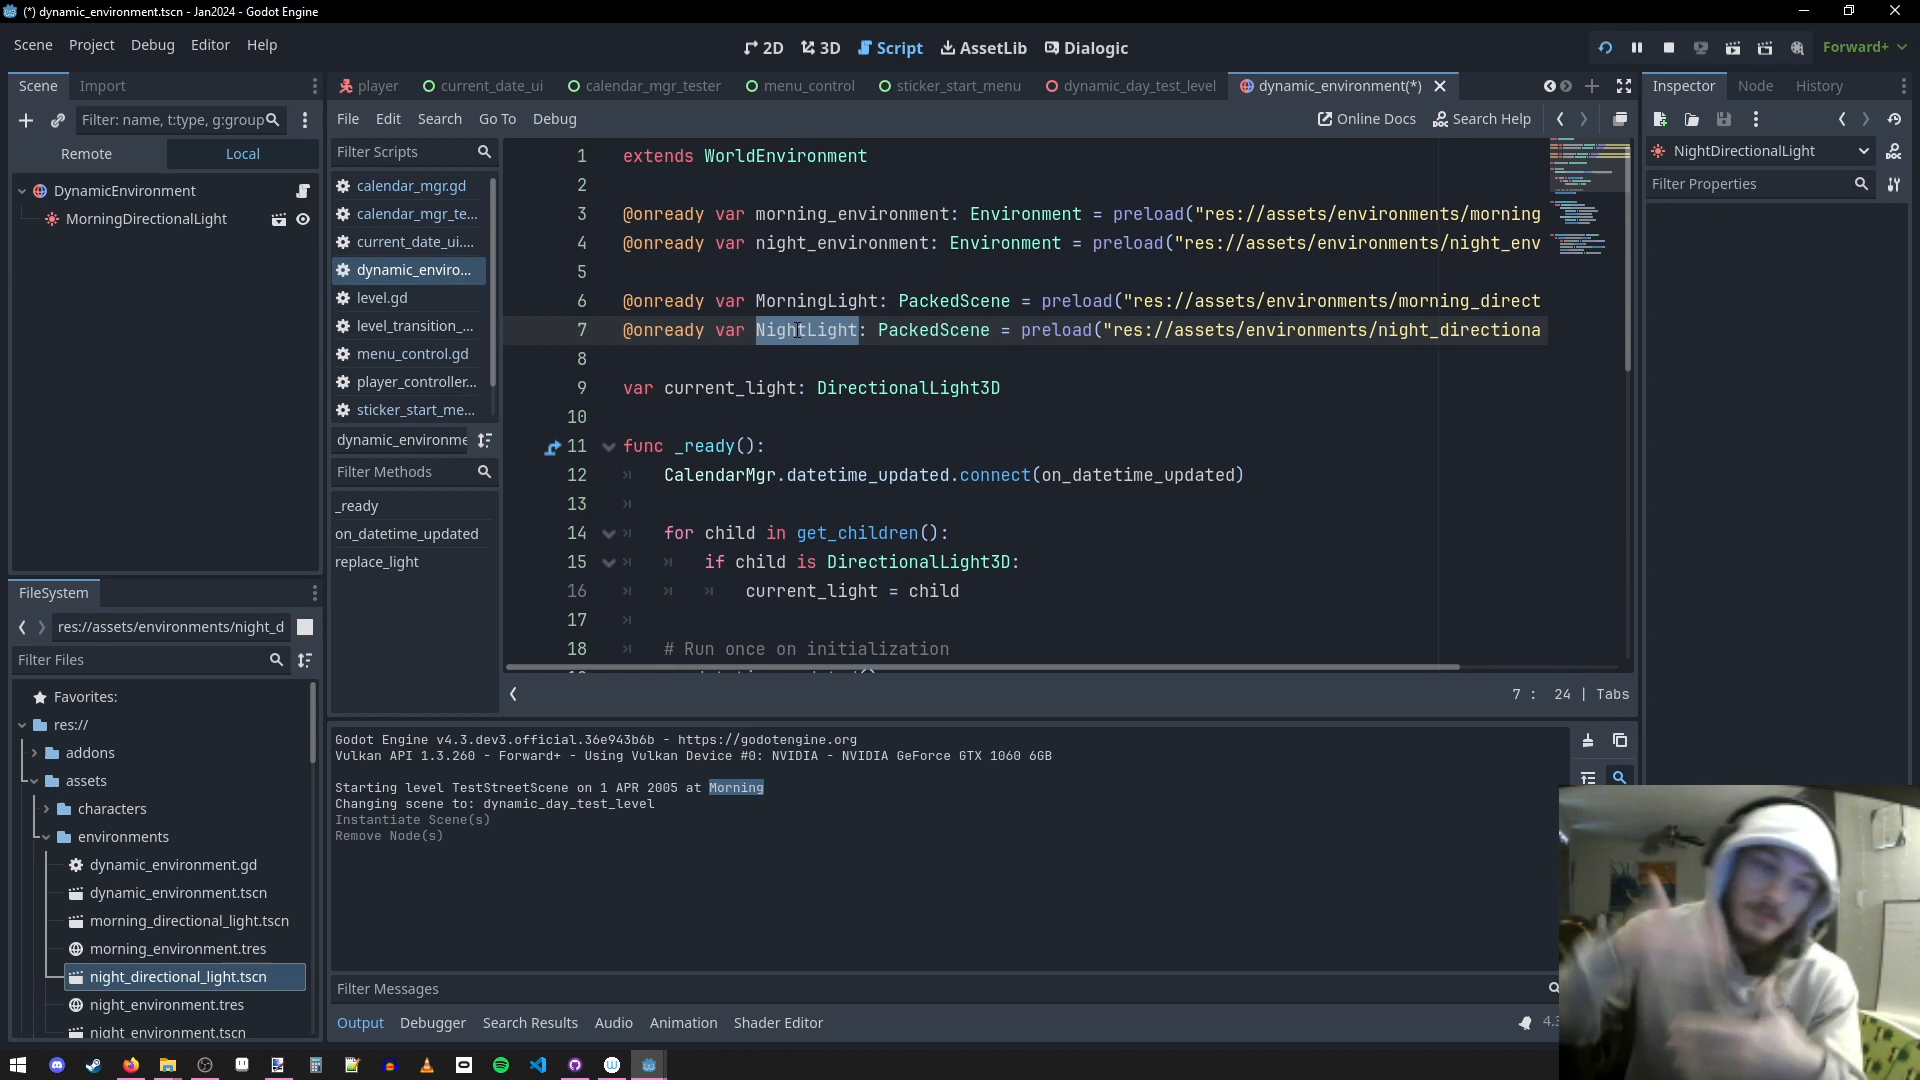 (*) dynamic_environment.tscn - Jan2024 - Godot Engine
Scene Project Debug Editor Help
2D 3D Script AssetLib Dialogic
Forward+
Scene Import
Filter: name, t:type, g:group
Remote Local
DynamicEnvironment
MorningDirectionalLight
player current_date_ui calendar_mgr_tester menu_control sticker_start_menu dynamic_day_test_level dynamic_environment(*)
File Edit Search Go To Debug
Online Docs Search Help
Filter Scripts
calendar_mgr.gd
calendar_mgr_te...
current_date_ui....
dynamic_enviro...
level.gd
level_transition_...
menu_control.gd
player_controller...
sticker_start_me...
dynamic_environme
Filter Methods
_ready
on_datetime_updated
replace_light
1 extends WorldEnvironment
2
3 @onready var morning_environment: Environment = preload("res://assets/environments/morning
4 @onready var night_environment: Environment = preload("res://assets/environments/night_env
5
6 @onready var MorningLight: PackedScene = preload("res://assets/environments/morning_direct
7 @onready var NightLight: PackedScene = preload("res://assets/environments/night_directiona
8
9 var current_light: DirectionalLight3D
10
11 func _ready():
12 CalendarMgr.datetime_updated.connect(on_datetime_updated)
13
14 for child in get_children():
15 if child is DirectionalLight3D:
16 current_light = child
17
18 # Run once on initialization
7 : 24 | Tabs
Inspector Node History
NightDirectionalLight
Filter Properties
FileSystem
res://assets/environments/night_d
Filter Files
Favorites:
res://
addons
assets
characters
environments
dynamic_environment.gd
dynamic_environment.tscn
morning_directional_light.tscn
morning_environment.tres
night_directional_light.tscn
night_environment.tres
night_environment.tscn
Godot Engine v4.3.dev3.official.36e943b6b - https://godotengine.org
Vulkan API 1.3.260 - Forward+ - Using Vulkan Device #0: NVIDIA - NVIDIA GeForce GTX 1060 6GB
Starting level TestStreetScene on 1 APR 2005 at Morning
Changing scene to: dynamic_day_test_level
Instantiate Scene(s)
Remove Node(s)
Filter Messages
Output Debugger Search Results Audio Animation Shader Editor